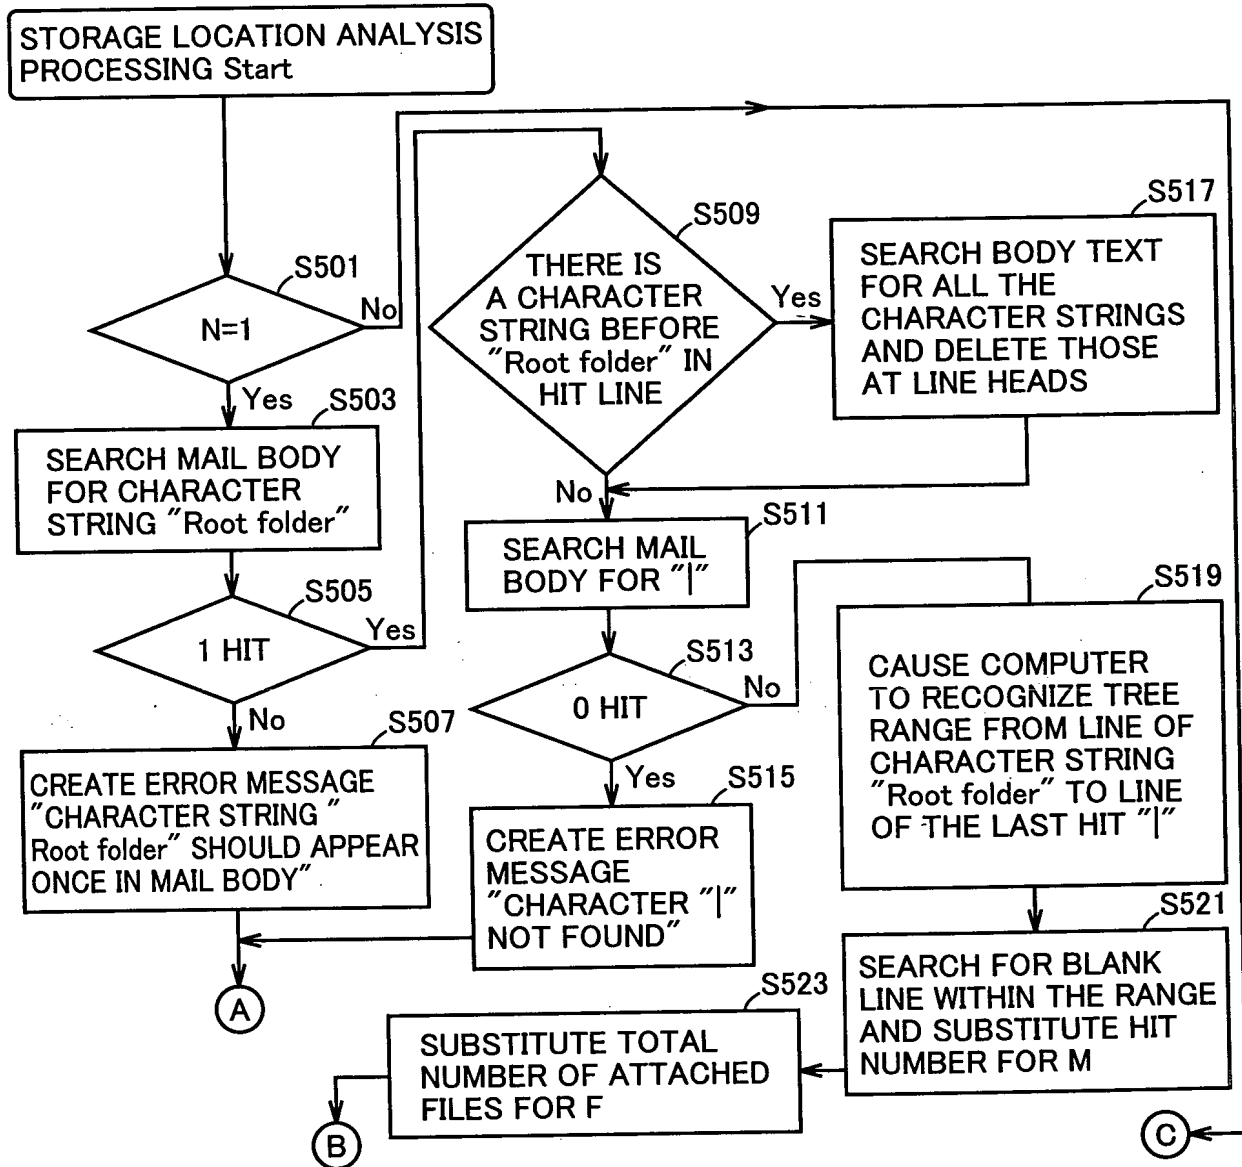 STORAGE LOCATION ANALYSIS
PROCESSING Start
S501
N=1
No
Yes
S503
SEARCH MAIL BODY
FOR CHARACTER
STRING "Root folder"
S505
1 HIT
Yes
No
S507
CREATE ERROR MESSAGE
"CHARACTER STRING "
Root folder" SHOULD APPEAR
ONCE IN MAIL BODY"
A
S509
THERE IS
A CHARACTER
STRING BEFORE
"Root folder" IN
HIT LINE
Yes
No
S517
SEARCH BODY TEXT
FOR ALL THE
CHARACTER STRINGS
AND DELETE THOSE
AT LINE HEADS
S511
SEARCH MAIL
BODY FOR "|"
S513
0 HIT
No
Yes
S515
CREATE ERROR
MESSAGE
"CHARACTER "|"
NOT FOUND"
S519
CAUSE COMPUTER
TO RECOGNIZE TREE
RANGE FROM LINE OF
CHARACTER STRING
"Root folder" TO LINE
OF THE LAST HIT "|"
S521
SEARCH FOR BLANK
LINE WITHIN THE RANGE
AND SUBSTITUTE HIT
NUMBER FOR M
S523
SUBSTITUTE TOTAL
NUMBER OF ATTACHED
FILES FOR F
B
C